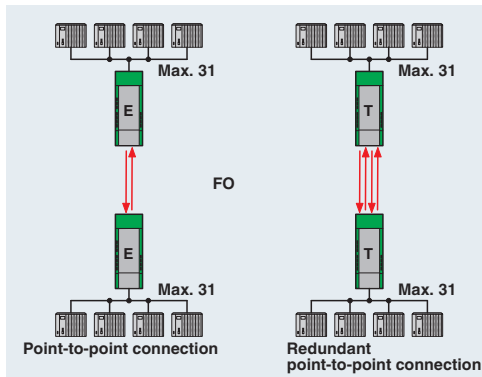 Max. 31
Max. 31
E
T
FO
E
T
Max. 31
Max. 31
Point-to-point connection
Redundant
point-to-point connection